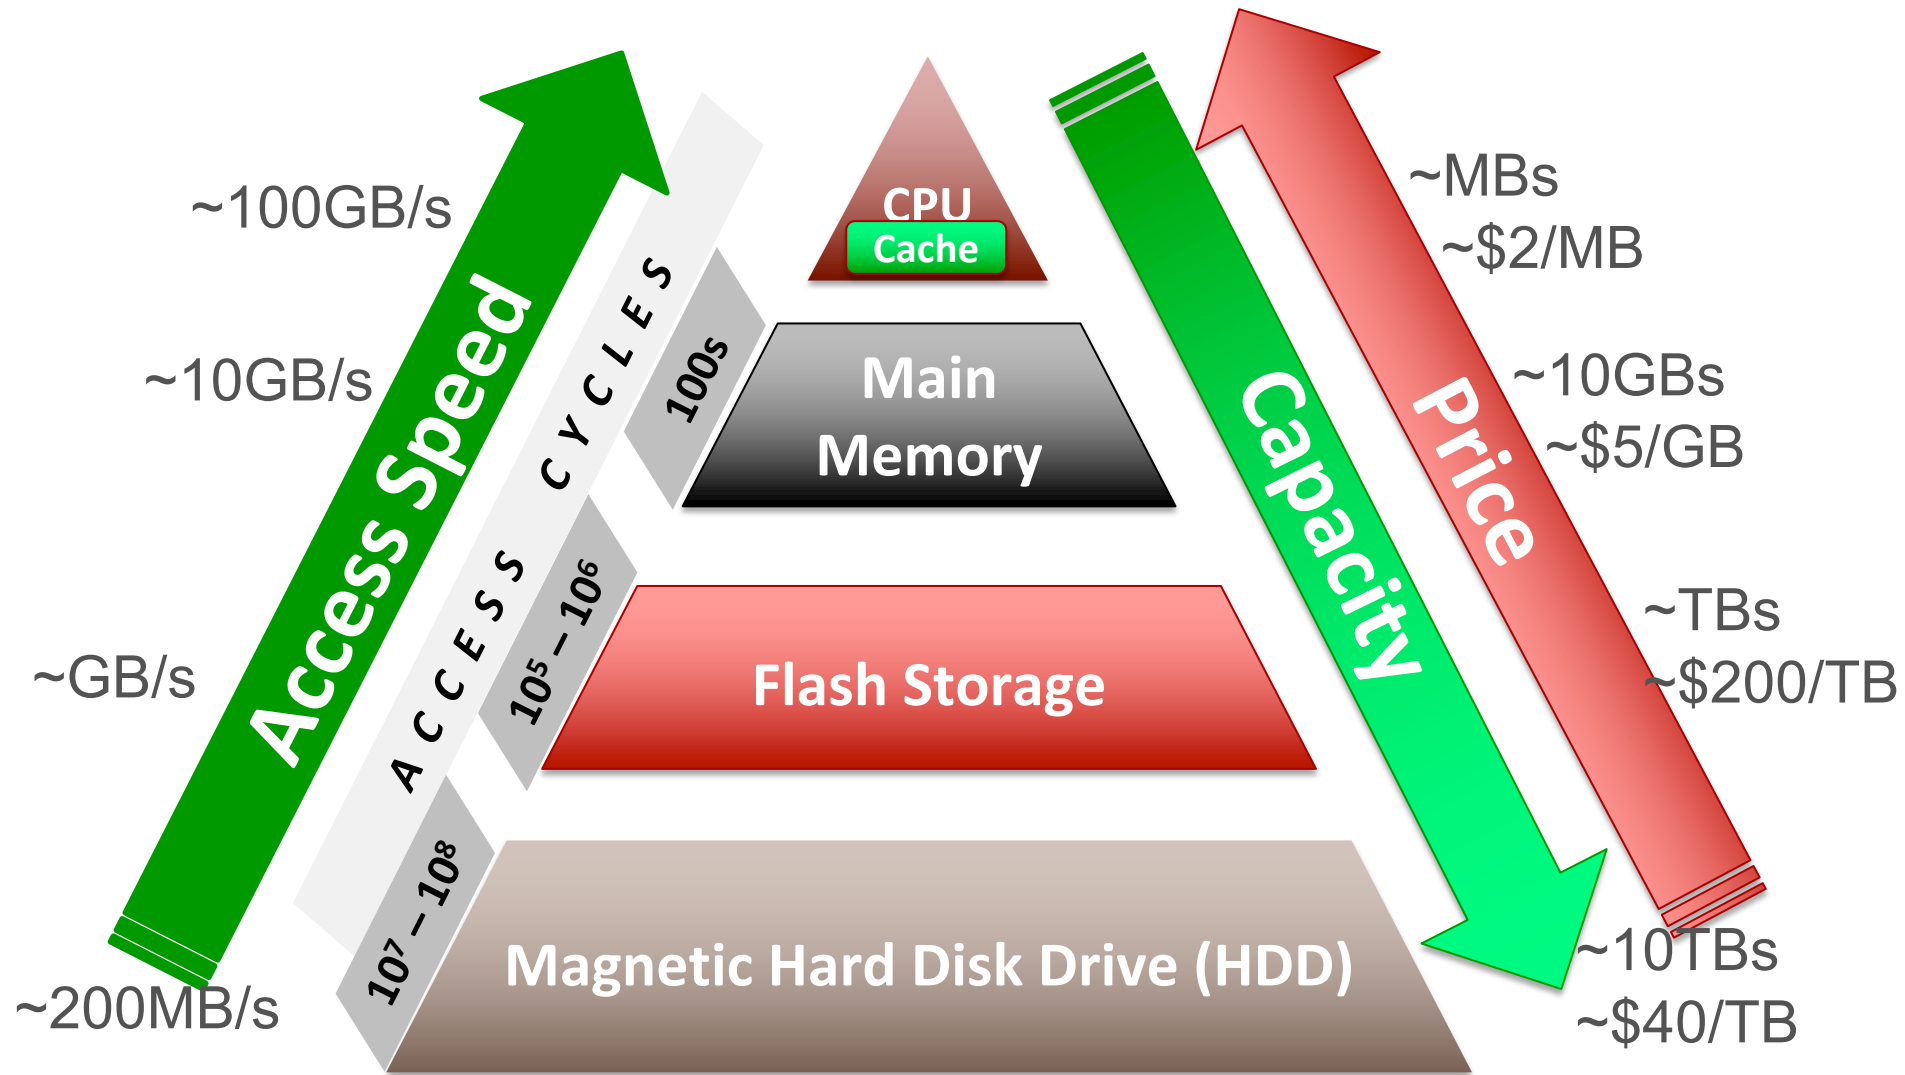 ~100GB/s
~10GB/s
~GB/s
~200MB/s
Access Speed
ACCESS CYCLES
100s
10⁵ – 10⁶
10⁷ – 10⁸
CPU
Cache
Main
Memory
Flash Storage
Magnetic Hard Disk Drive (HDD)
Capacity
Price
~MBs
~$2/MB
~10GBs
~$5/GB
~TBs
~$200/TB
~10TBs
~$40/TB